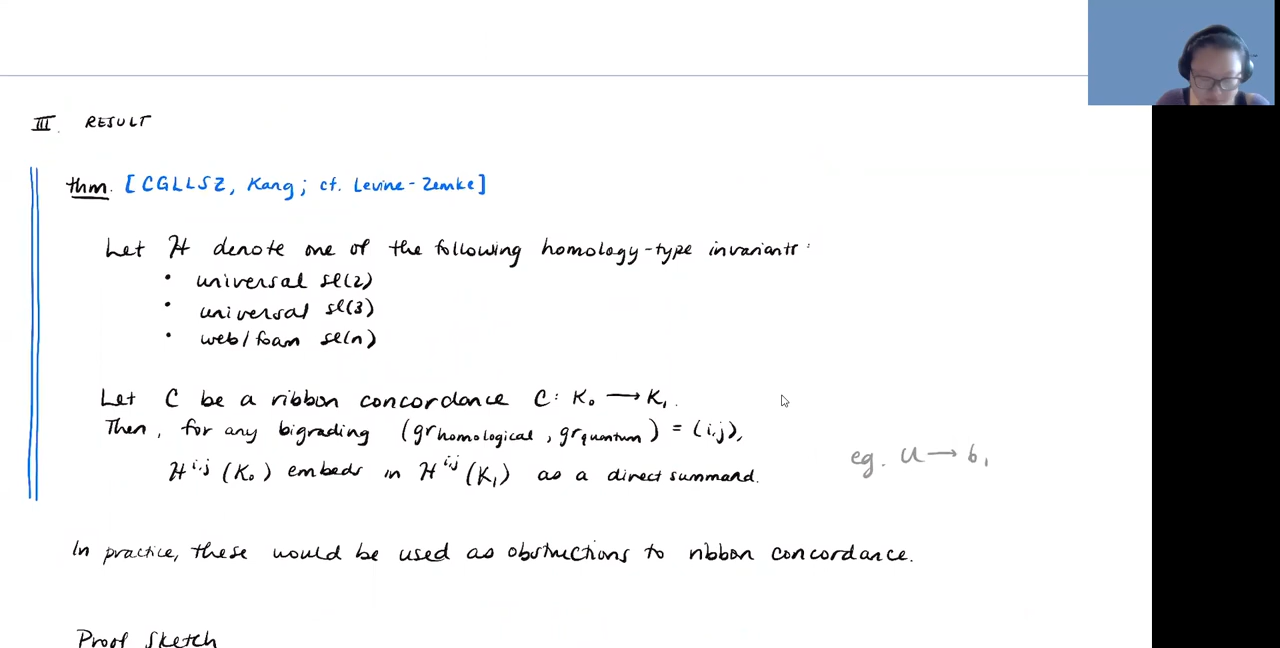 III. RESULT
thm. [CGLLSZ, Kang; cf. Levine-Zemke]
Let H denote one of the following homology-type invariants:
• universal sl(2)
• universal sl(3)
• web/foam sl(n)
Let C be a ribbon concordance C: K₀ → K₁.
Then, for any bigrading (gr_homological, gr_quantum) = (i,j),
H^{i,j}(K₀) embeds in H^{i,j}(K₁) as a direct summand.
eg. U → 6₁
In practice, these would be used as obstructions to ribbon concordance.
Proof Sketch